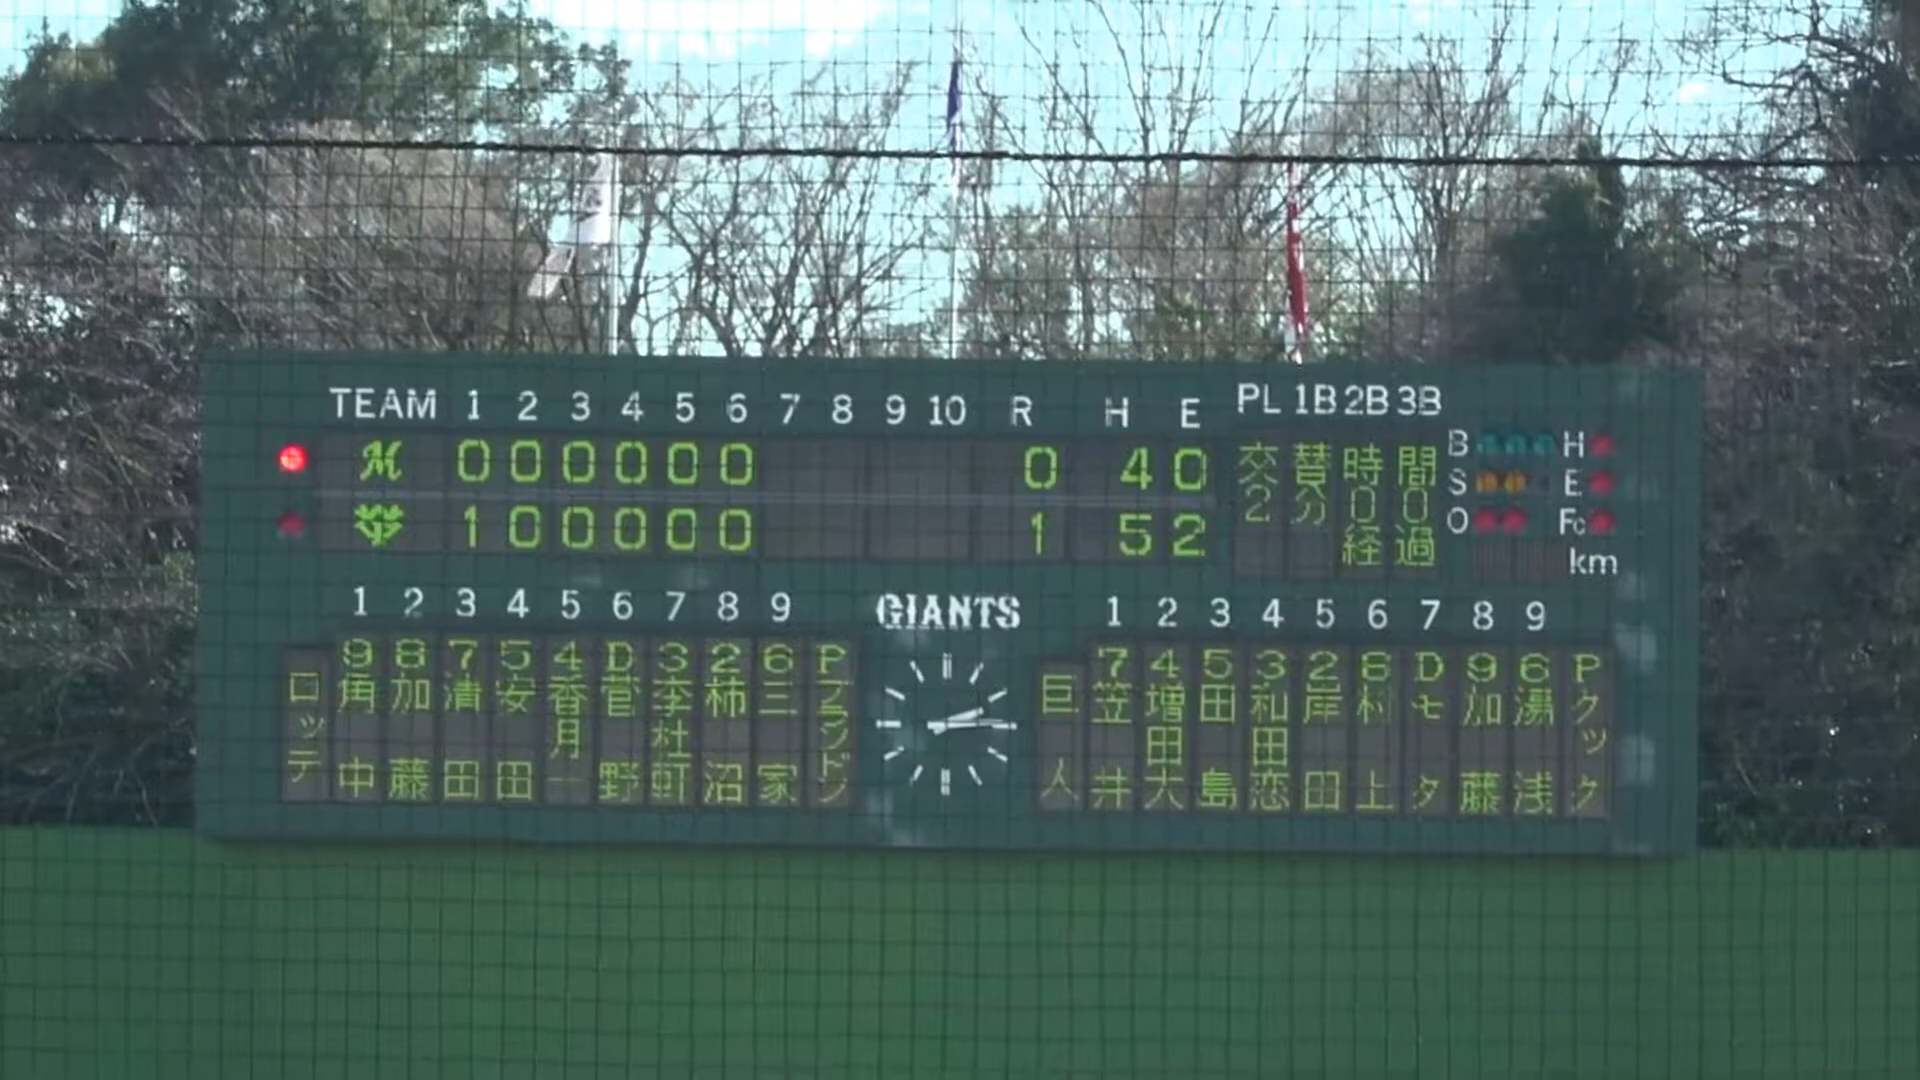 TEAM 1 2 3 4 5 6 7 8 9 10 R H E PL 1B 2B 3B
M 0 0 0 0 0 0 0 4 0
1 0 0 0 0 0 1 5 2
交替時間
2分00
経過
B H
S E
O Fc
km
1 2 3 4 5 6 7 8 9 GIANTS 1 2 3 4 5 6 7 8 9
ロッテ
9 角中
8 加藤
7 清田
5 安田
4 香月一
D 菅野
3 李杜軒
2 柿沼
6 三家
P ブランドン
巨人
7 笠井
4 増田大
5 田島
3 和田恋
2 岸田
8 村上
D モタ
9 加藤
6 湯浅
P クック